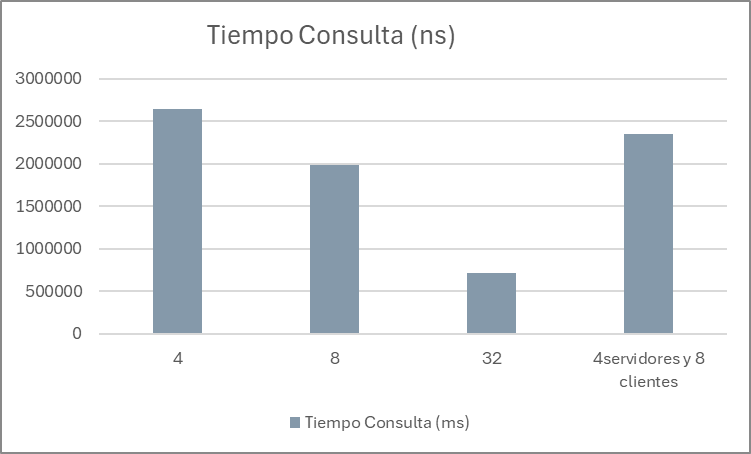 Tiempo Consulta (ns)
3000000
2500000
2000000
1500000
1000000
500000
0
4
8
32
4servidores y 8
clientes
Tiempo Consulta (ms)